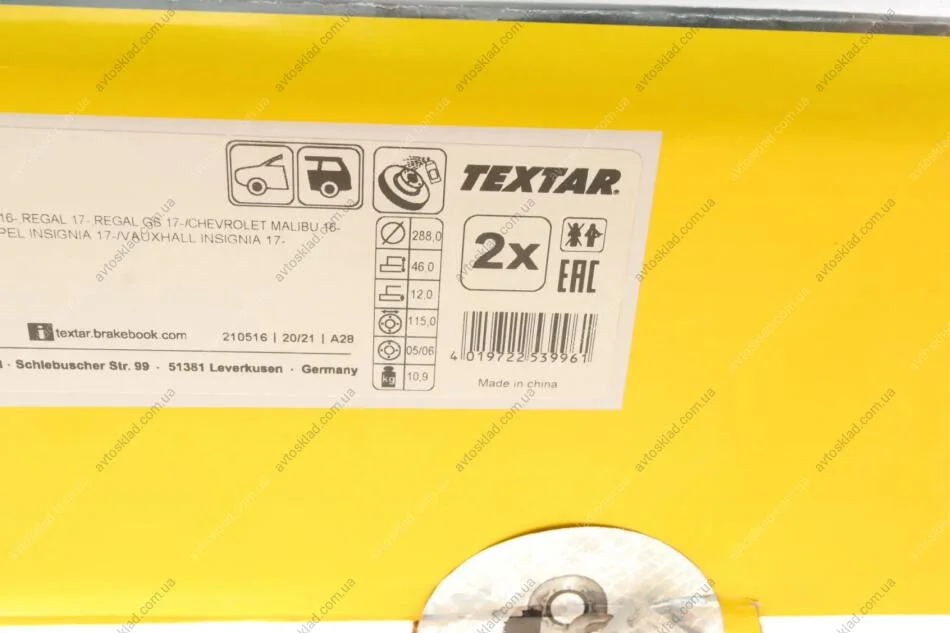 TEXTAR
16- REGAL 17- REGAL GS 17-/CHEVROLET MALIBU 16-
PEL INSIGNIA 17-/VAUXHALL INSIGNIA 17-
288,0
46,0
12,0
115,0
05/06
kg 10,9
2x
EAC
i textar.brakebook.com 210516 | 20/21 | A28
Schlebuscher Str. 99 · 51381 Leverkusen · Germany
4 019722 539961
Made in china
avtosklad.com.ua